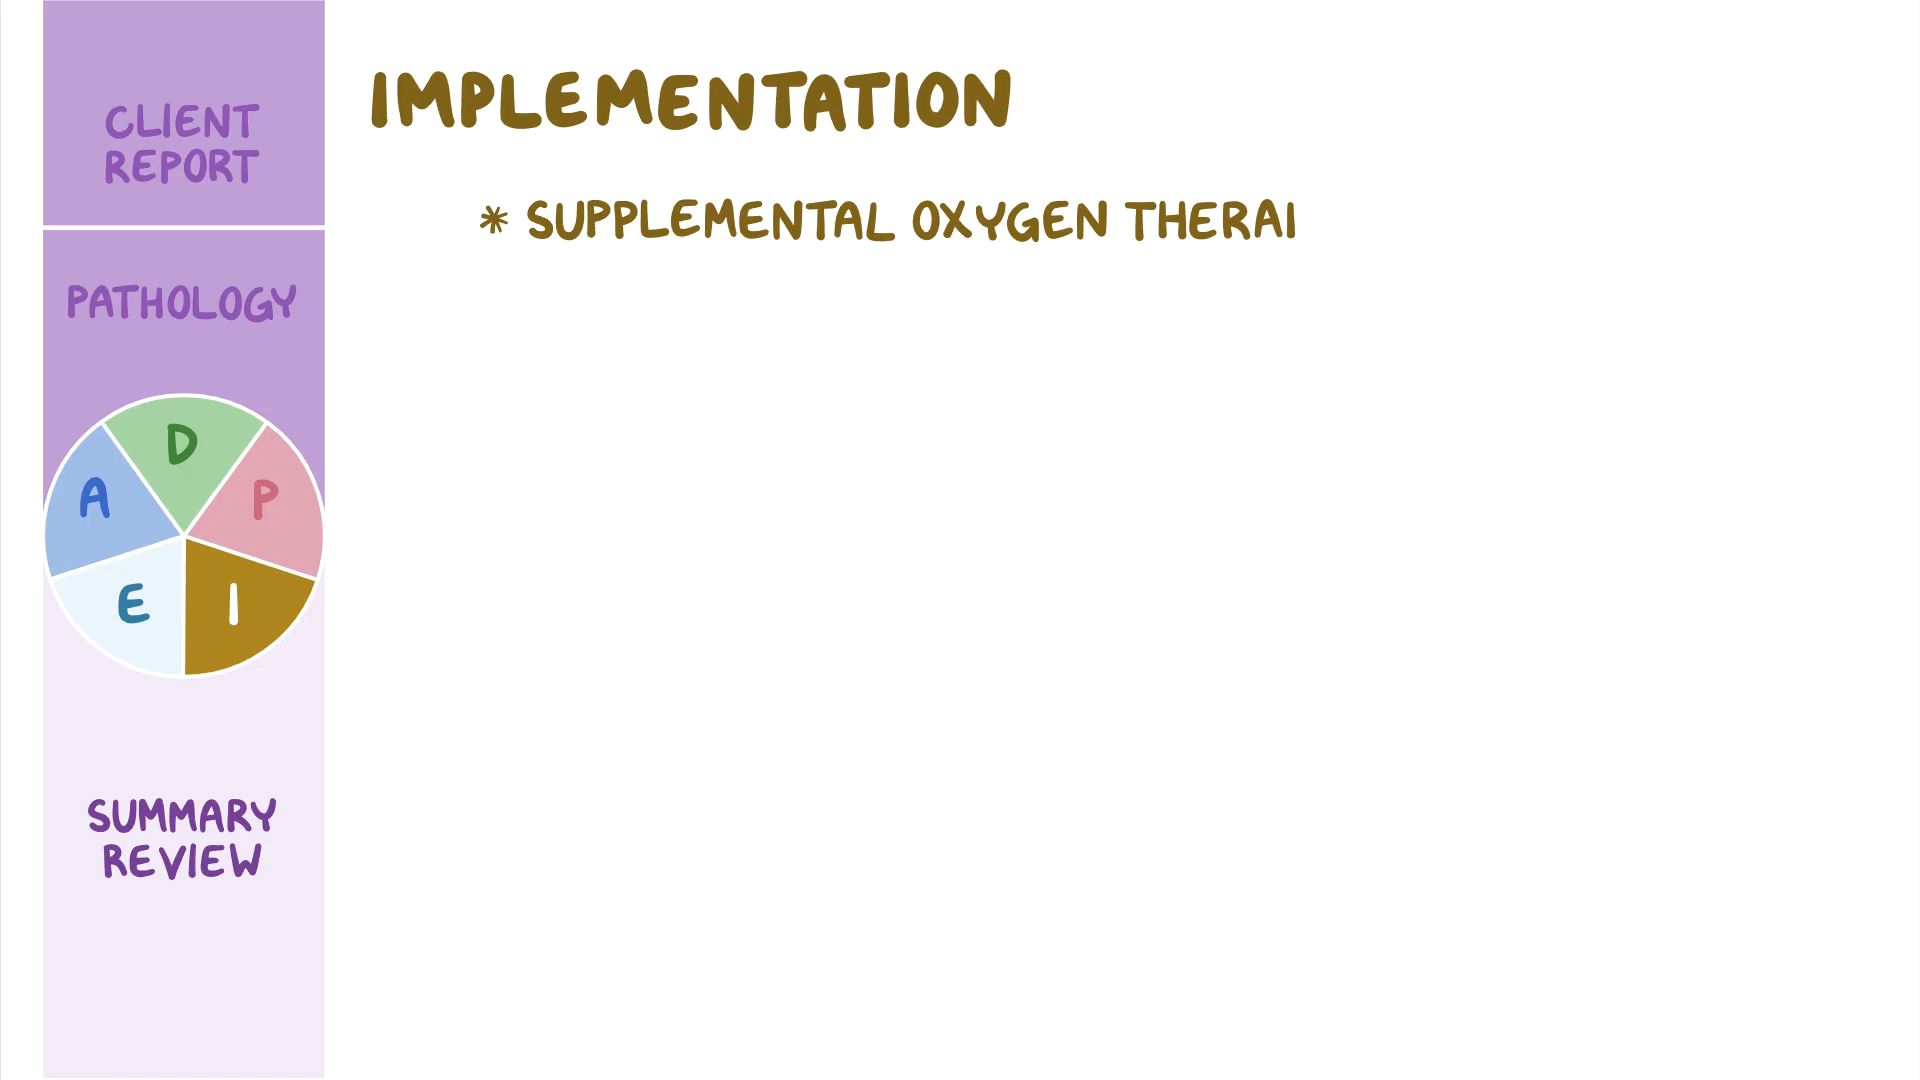 CLIENT
REPORT
PATHOLOGY
D
A
P
E
I
SUMMARY
REVIEW
IMPLEMENTATION
* SUPPLEMENTAL OXYGEN THERAI